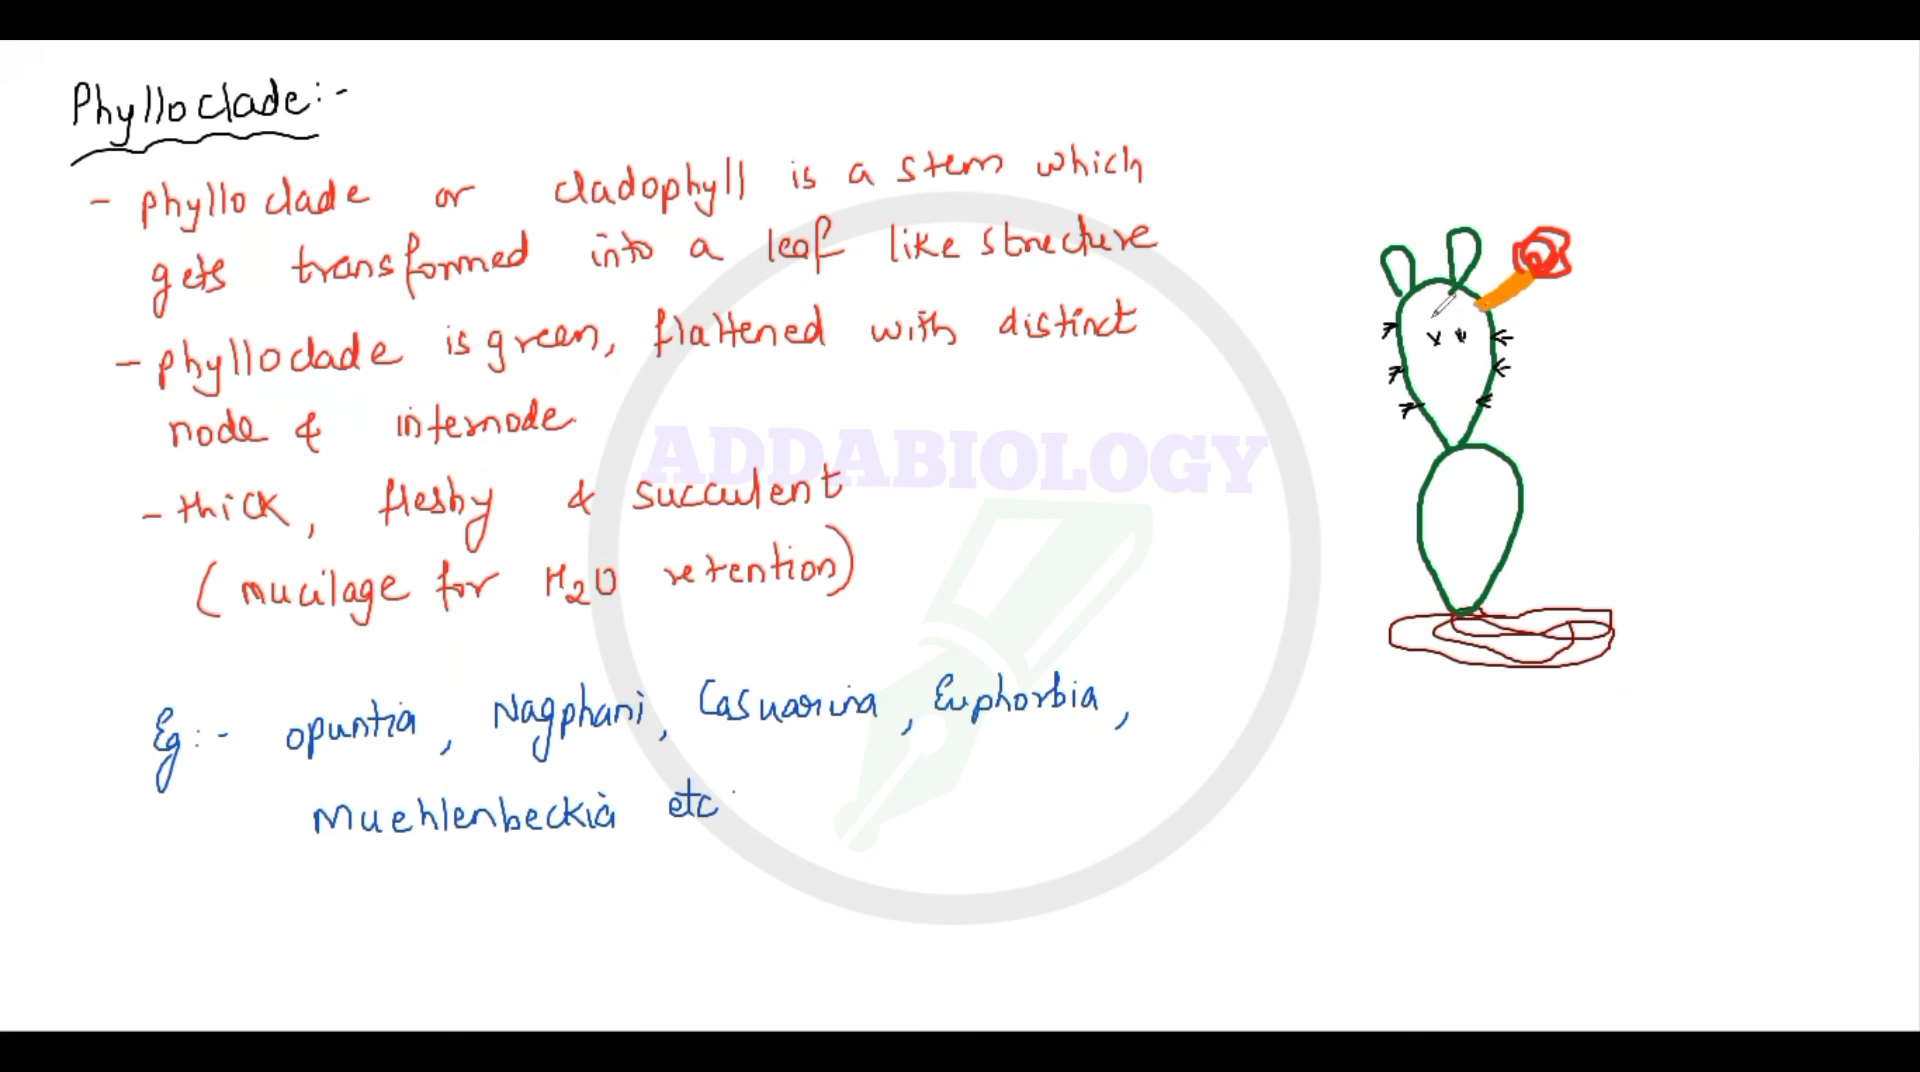 Phylloclade:-
- phylloclade or cladophyll is a stem which
gets transformed into a leaf like structure
- phylloclade is green, flattened with distinct
node & internode
ADDABIOLOGY
- thick, fleshy & succulent
(mucilage for H2O retention)
Eg:- opuntia, Nagphani, Casuarina, Euphorbia,
Muehlenbeckia etc